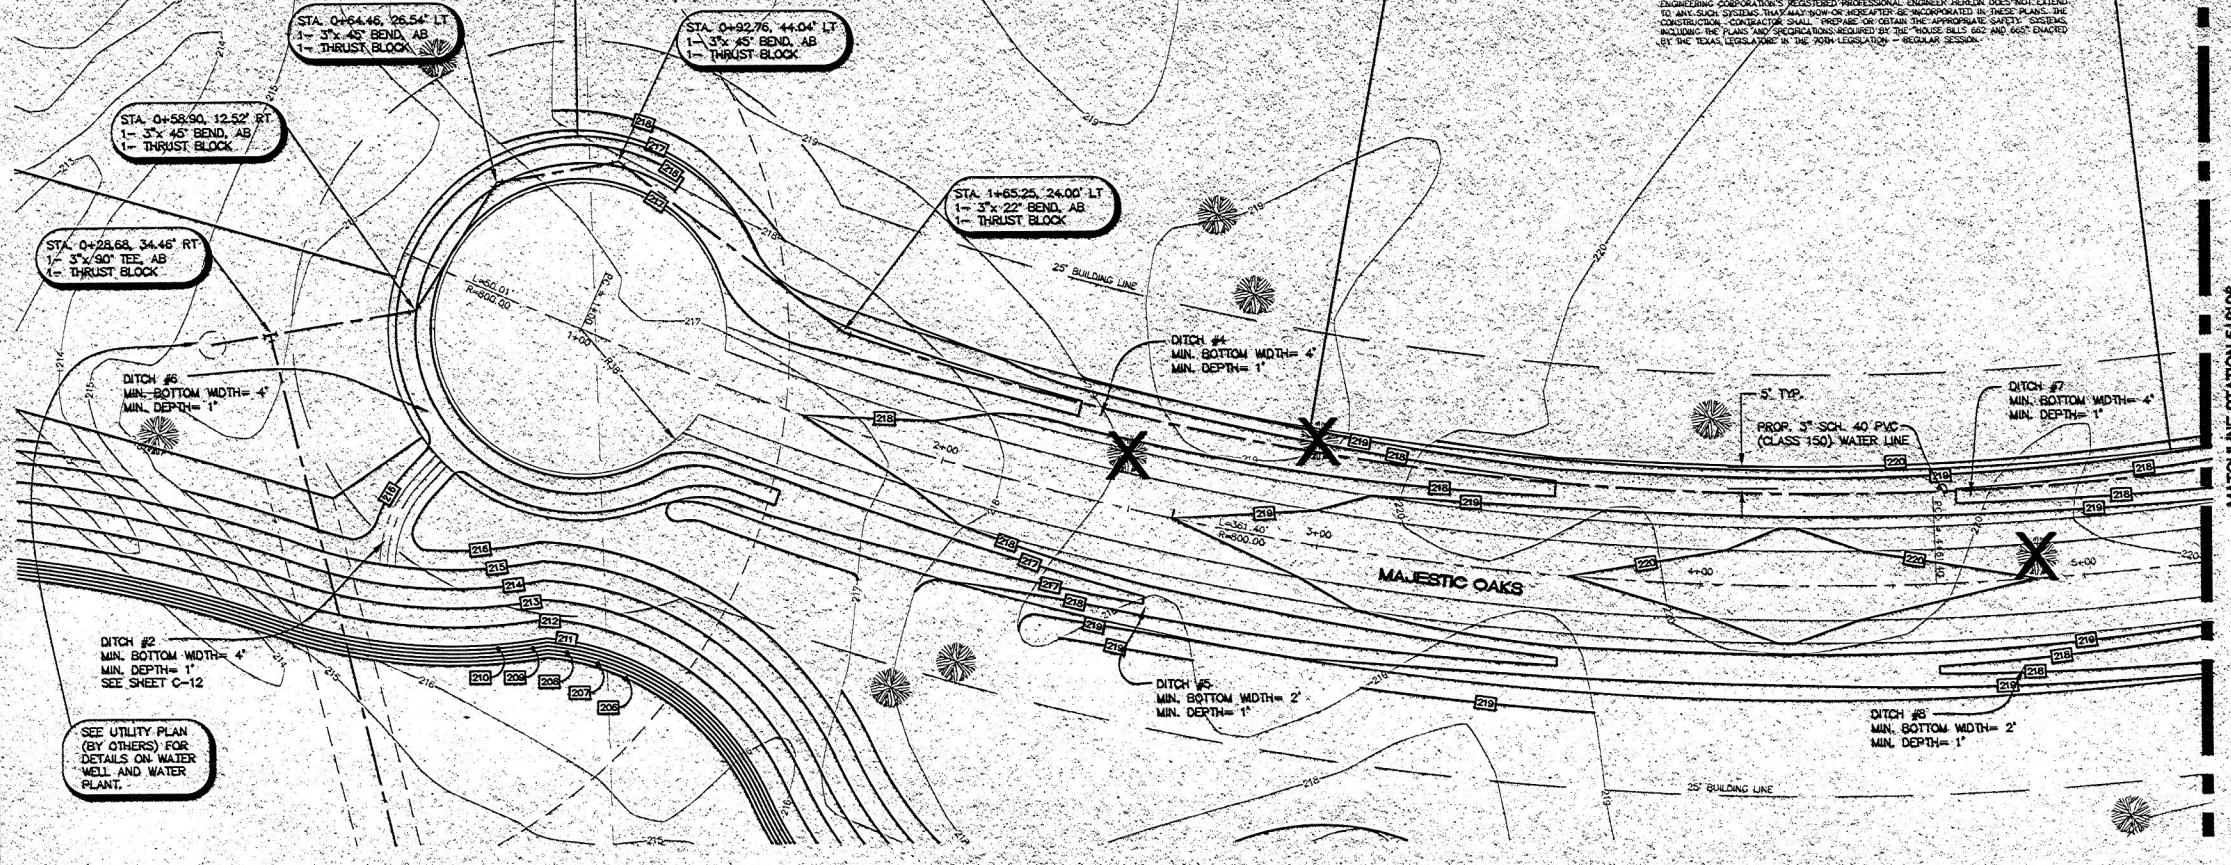 ENGINEERING CORPORATION'S REGISTERED PROFESSIONAL ENGINEER HEREON DOES NOT EXTEND
TO ANY SUCH SYSTEMS THAT MAY NOW OR HEREAFTER BE INCORPORATED IN THESE PLANS. THE
CONSTRUCTION CONTRACTOR SHALL PREPARE OR OBTAIN THE APPROPRIATE SAFETY SYSTEMS,
INCLUDING THE PLANS AND SPECIFICATIONS REQUIRED BY THE "HOUSE BILLS 662 AND 665" ENACTED
BY THE TEXAS LEGISLATURE IN THE 70TH LEGISLATION - REGULAR SESSION.
STA. 0+64.46, 26.54' LT
1- 3"x 45° BEND, AB
1- THRUST BLOCK
STA. 0+92.76, 44.04' LT
1- 3"x 45° BEND, AB
1- THRUST BLOCK
STA. 0+58.90, 12.52' RT
1- 3"x 45° BEND, AB
1- THRUST BLOCK
STA. 1+65.25, 24.00' LT
1- 3"x 22° BEND, AB
1- THRUST BLOCK
STA. 0+28.68, 34.46' RT
1- 3"x 90° TEE, AB
1- THRUST BLOCK
25' BUILDING LINE
L=50.01
R=800.00
PC = 1+00
1+00
R38'
217
DITCH #4
MIN. BOTTOM WIDTH= 4'
MIN. DEPTH= 1'
DITCH #6
MIN. BOTTOM WIDTH= 4'
MIN. DEPTH= 1'
5' TYP.
PROP. 3" SCH. 40 PVC
(CLASS 150) WATER LINE
DITCH #7
MIN. BOTTOM WIDTH= 4'
MIN. DEPTH= 1'
2+00
L=361.40
R=800.00
3+00
4+00
5+00
MAJESTIC OAKS
218
217
216
215
214
213
212
211
210
209
208
207
206
219
220
DITCH #2
MIN. BOTTOM WIDTH= 4'
MIN. DEPTH= 1'
SEE SHEET C-12
DITCH #5
MIN. BOTTOM WIDTH= 2'
MIN. DEPTH= 1'
DITCH #8
MIN. BOTTOM WIDTH= 2'
MIN. DEPTH= 1'
SEE UTILITY PLAN
(BY OTHERS) FOR
DETAILS ON WATER
WELL AND WATER
PLANT.
25' BUILDING LINE